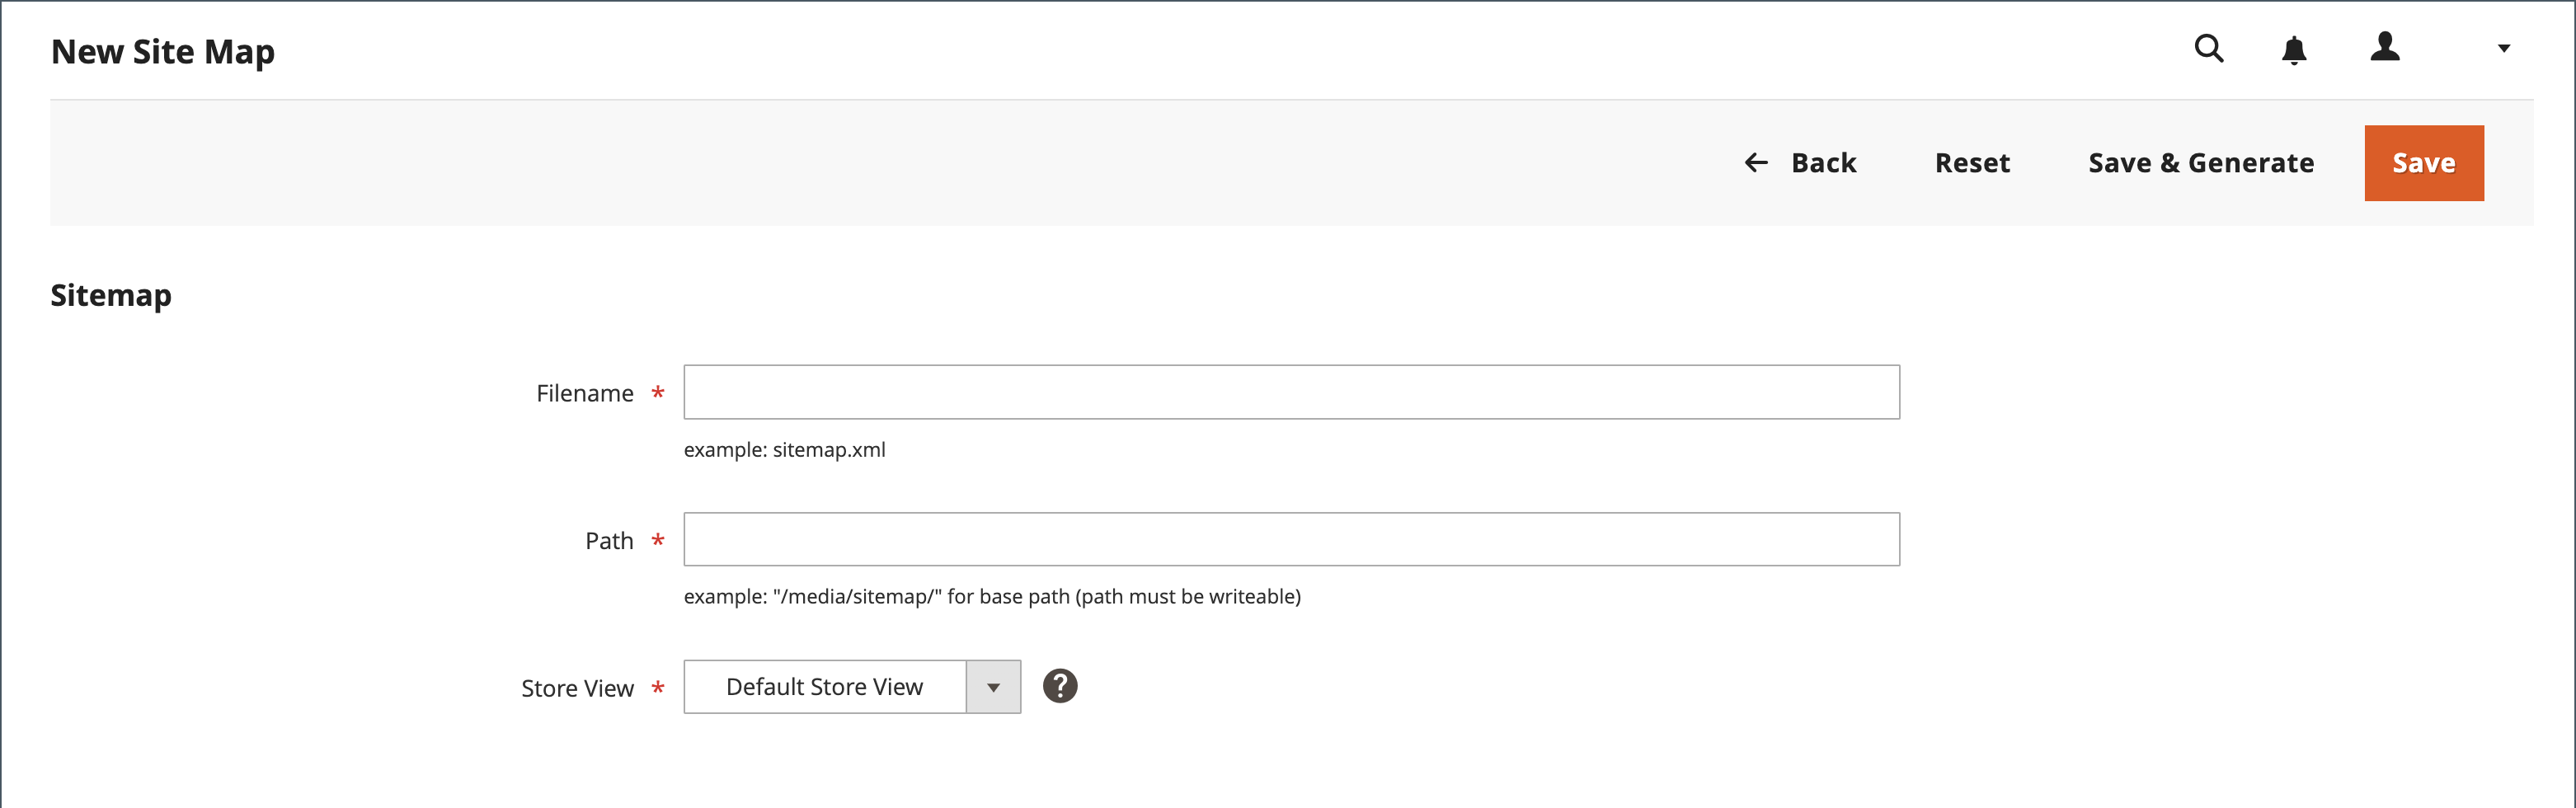 New Site Map
Back Reset Save & Generate Save
Sitemap
Filename *
example: sitemap.xml
Path *
example: "/media/sitemap/" for base path (path must be writeable)
Store View * Default Store View ?